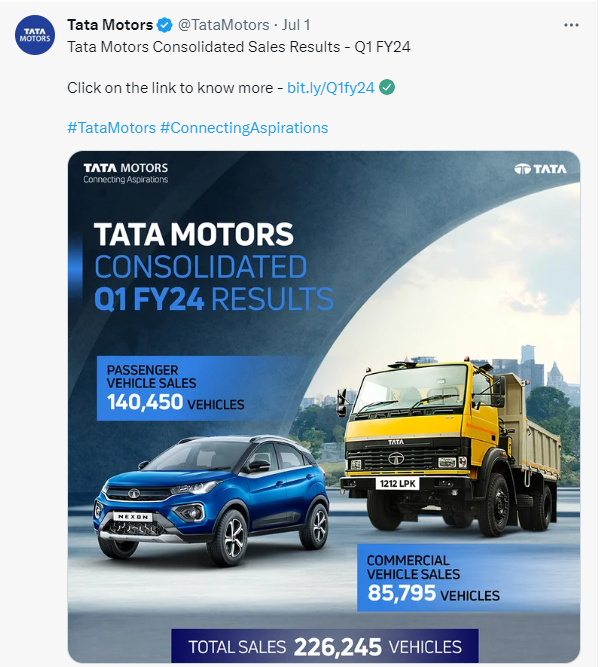 Tata Motors @TataMotors · Jul 1
Tata Motors Consolidated Sales Results - Q1 FY24
Click on the link to know more - bit.ly/Q1fy24
#TataMotors #ConnectingAspirations
TATA MOTORS
Connecting Aspirations
TATA
TATA
MOTORS
TATA MOTORS
CONSOLIDATED
Q1 FY24 RESULTS
PASSENGER
VEHICLE SALES
140,450 VEHICLES
TATA
1212 LPK
NEXON
COMMERCIAL
VEHICLE SALES
85,795 VEHICLES
TOTAL SALES 226,245 VEHICLES